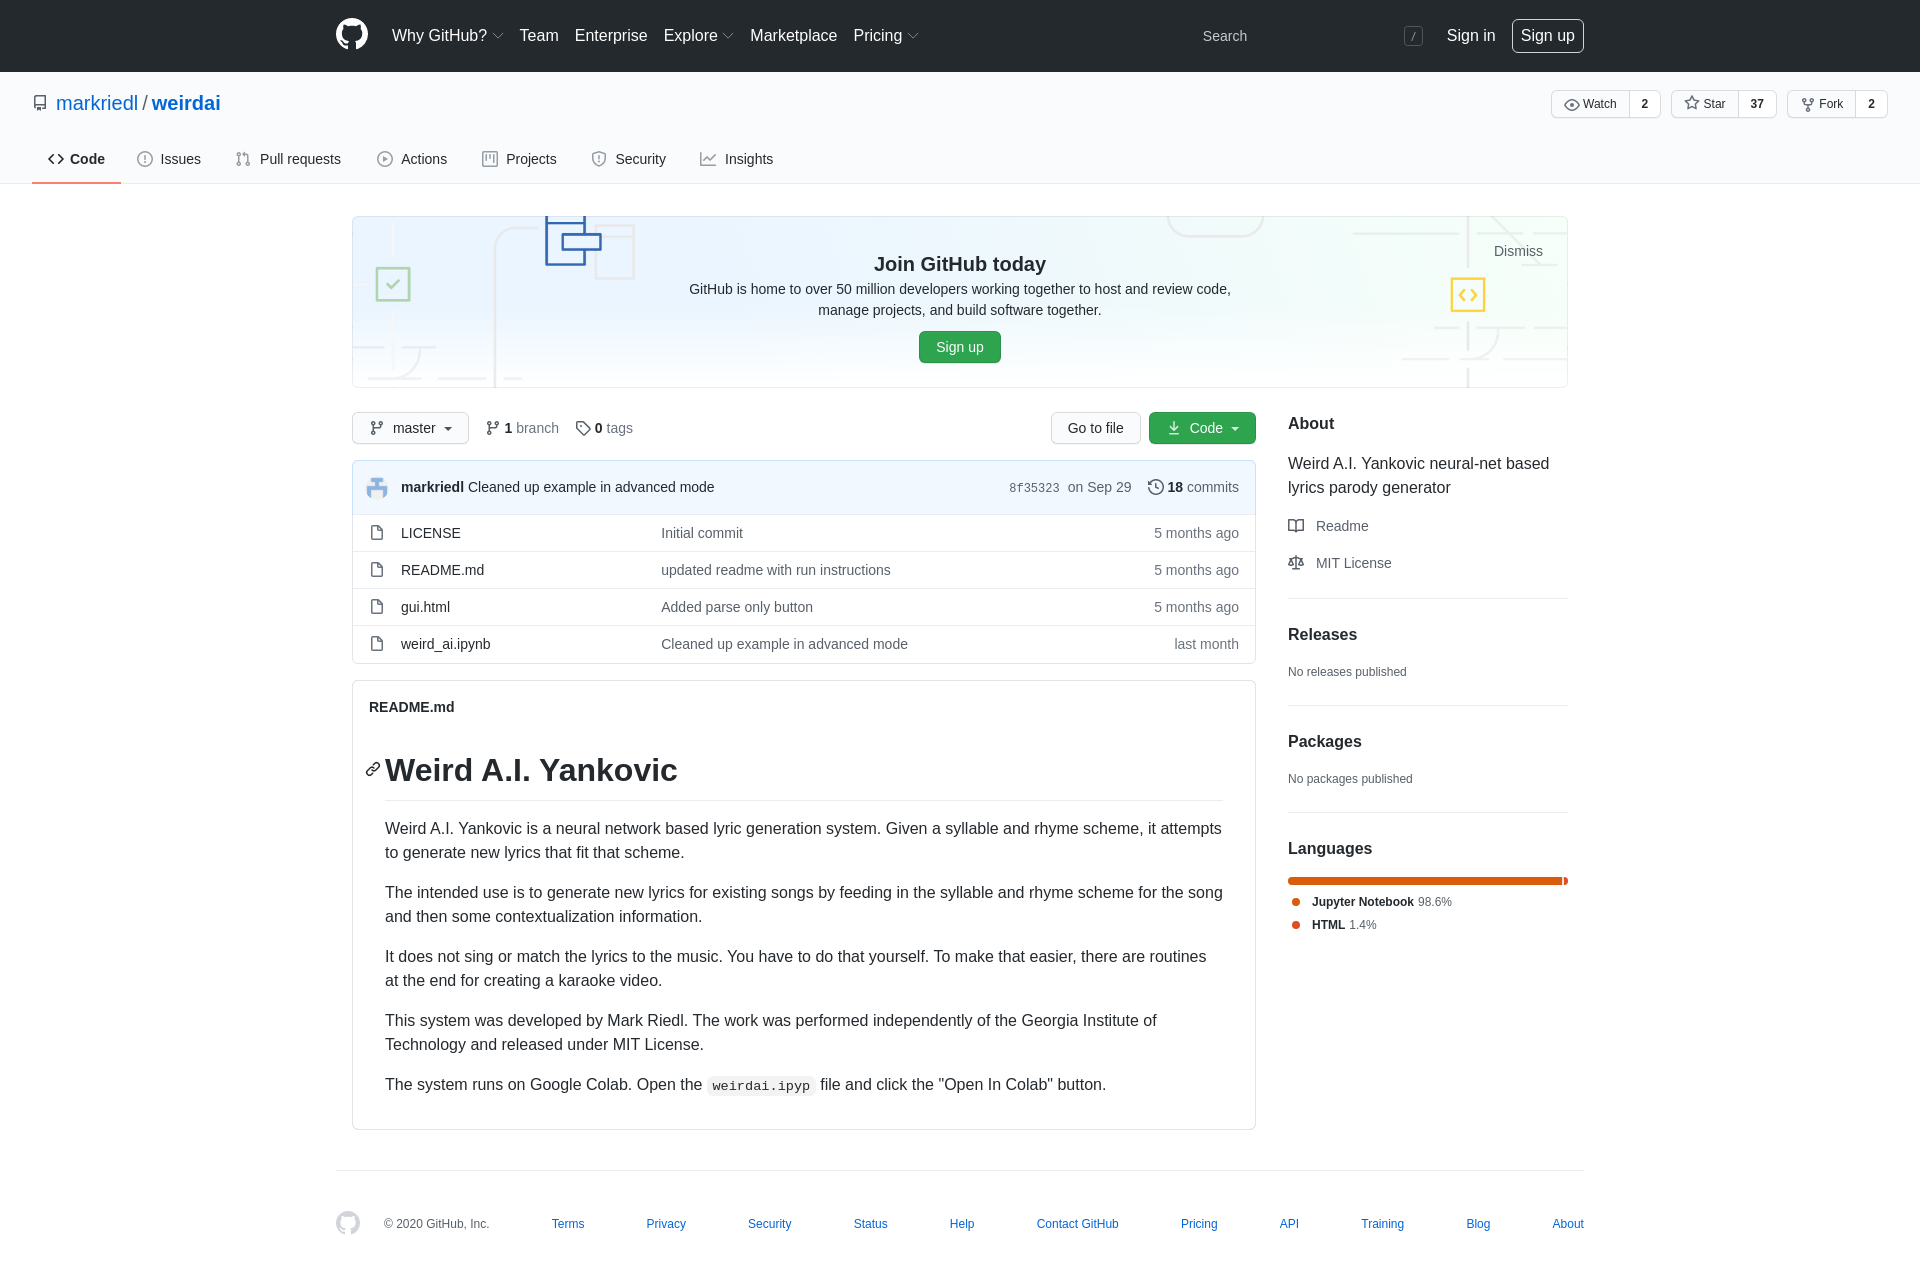 Why GitHub? Team Enterprise Explore Marketplace Pricing Search / Sign in Sign up
markriedl / weirdai Watch 2 Star 37 Fork 2
Code Issues Pull requests Actions Projects Security Insights
Dismiss
Join GitHub today
GitHub is home to over 50 million developers working together to host and review code,
manage projects, and build software together.
Sign up
master 1 branch 0 tags Go to file Code
markriedl Cleaned up example in advanced mode 8f35323 on Sep 29 18 commits
LICENSE Initial commit 5 months ago
README.md updated readme with run instructions 5 months ago
gui.html Added parse only button 5 months ago
weird_ai.ipynb Cleaned up example in advanced mode last month
README.md
Weird A.I. Yankovic
Weird A.I. Yankovic is a neural network based lyric generation system. Given a syllable and rhyme scheme, it attempts
to generate new lyrics that fit that scheme.
The intended use is to generate new lyrics for existing songs by feeding in the syllable and rhyme scheme for the song
and then some contextualization information.
It does not sing or match the lyrics to the music. You have to do that yourself. To make that easier, there are routines
at the end for creating a karaoke video.
This system was developed by Mark Riedl. The work was performed independently of the Georgia Institute of
Technology and released under MIT License.
The system runs on Google Colab. Open the weirdai.ipyp file and click the "Open In Colab" button.
About
Weird A.I. Yankovic neural-net based
lyrics parody generator
Readme
MIT License
Releases
No releases published
Packages
No packages published
Languages
Jupyter Notebook 98.6%
HTML 1.4%
© 2020 GitHub, Inc. Terms Privacy Security Status Help Contact GitHub Pricing API Training Blog About